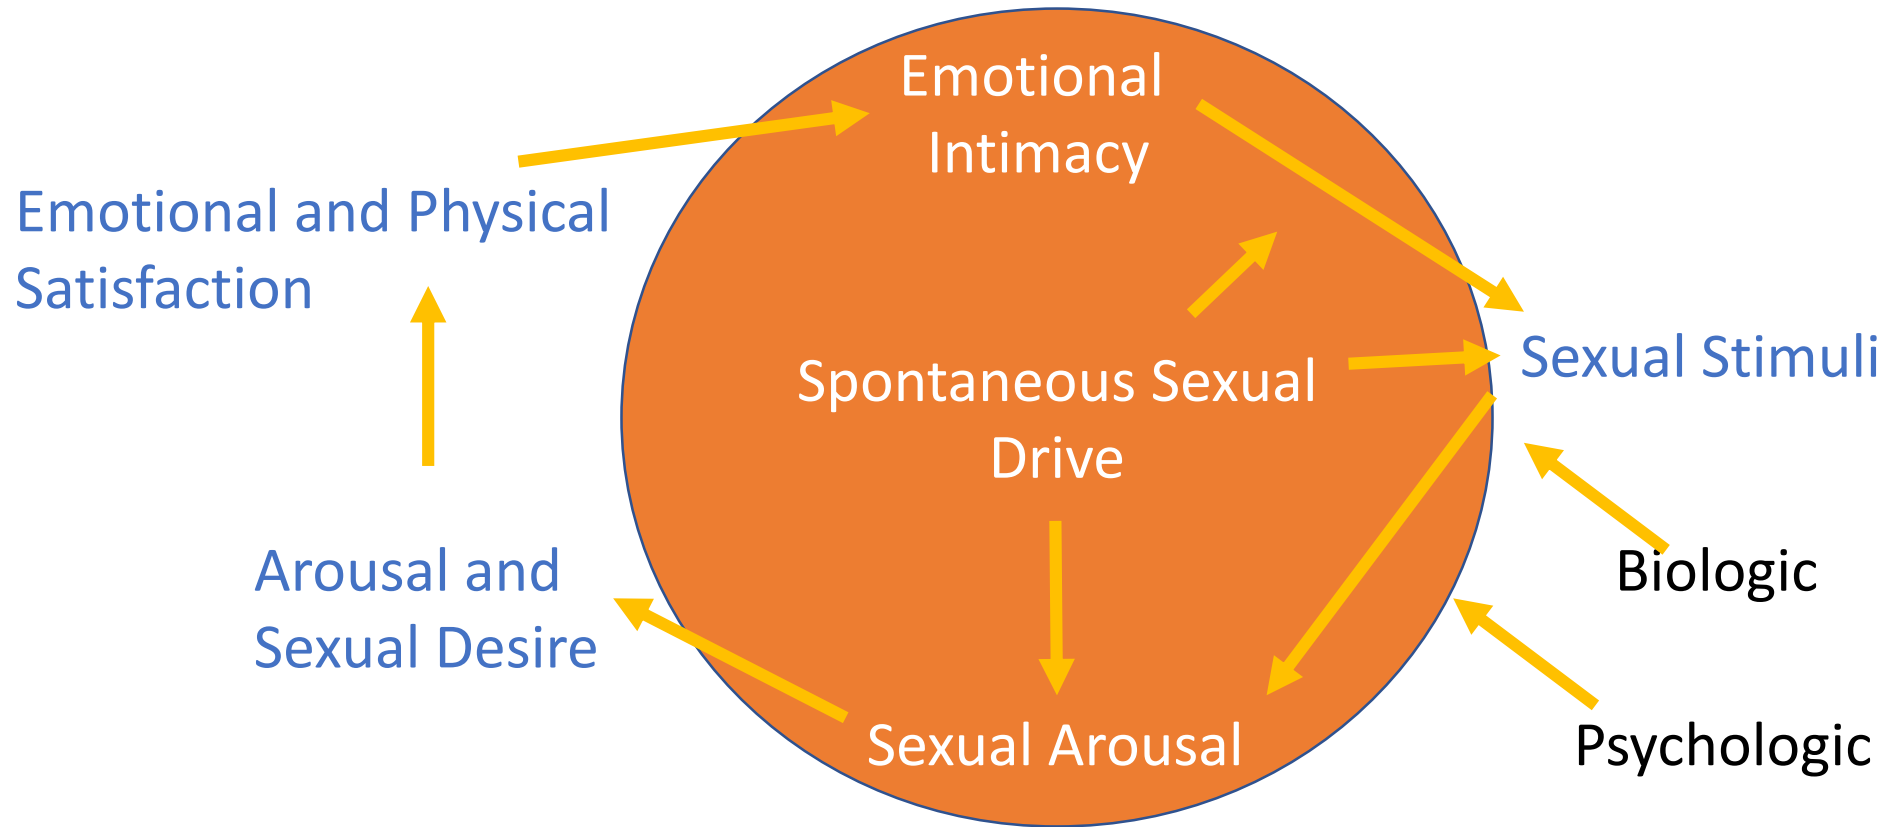 Emotional
Intimacy
Emotional and Physical
Satisfaction
Sexual Stimuli
Spontaneous Sexual
Drive
Arousal and
Sexual Desire
Biologic
Sexual Arousal
Psychologic